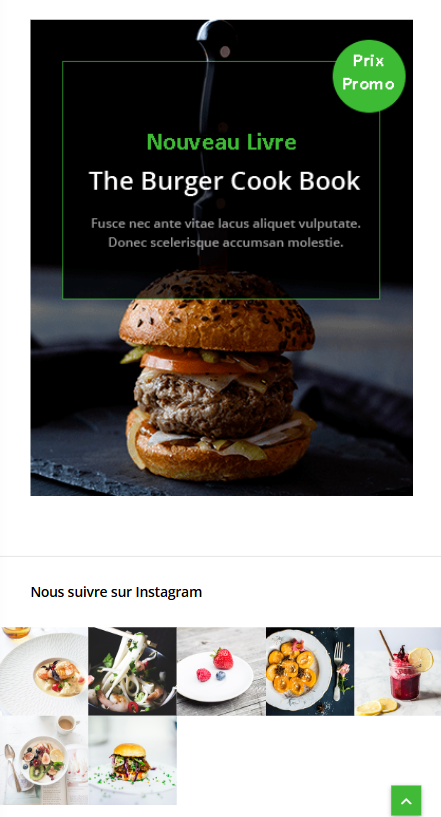 Prix
Promo
Nouveau Livre
The Burger Cook Book
Fusce nec ante vitae lacus aliquet vulputate.
Donec scelerisque accumsan molestie.
Nous suivre sur Instagram